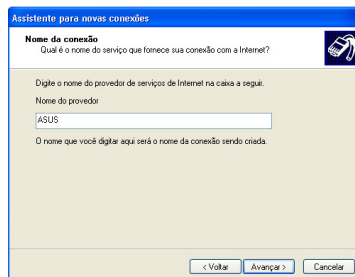 Assistente para novas conexões
Nome da conexão
Qual é o nome do serviço que fornece sua conexão com a Internet?
Digite o nome do provedor de serviços de Internet na caixa a seguir.
Nome do provedor
ASUS
O nome que você digitar aqui será o nome da conexão sendo criada.
< Voltar Avançar > Cancelar